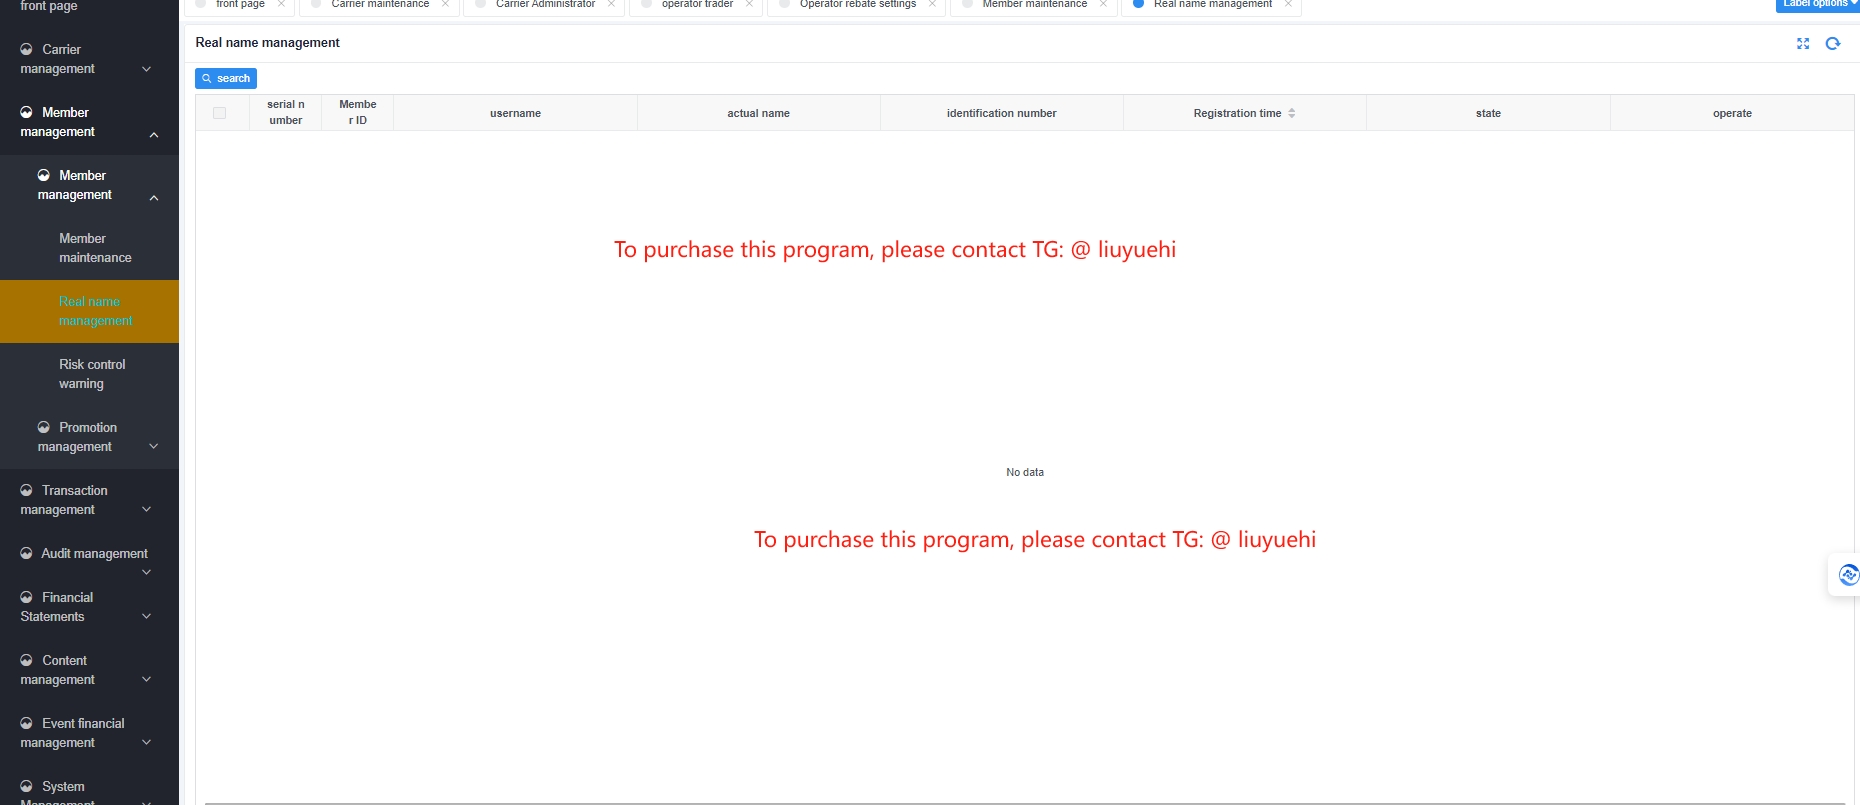 front page
Carrier
management
Member
management
Member
management
Member
maintenance
Real name
management
Risk control
warning
Promotion
management
Transaction
management
Audit management
Financial
Statements
Content
management
Event financial
management
System
Management
front page
Carrier maintenance
Carrier Administrator
operator trader
Operator rebate settings
Member maintenance
Real name management
Label options
Real name management
search
serial n
umber
Membe
r ID
username
actual name
identification number
Registration time
state
operate
To purchase this program, please contact TG: @ liuyuehi
No data
To purchase this program, please contact TG: @ liuyuehi